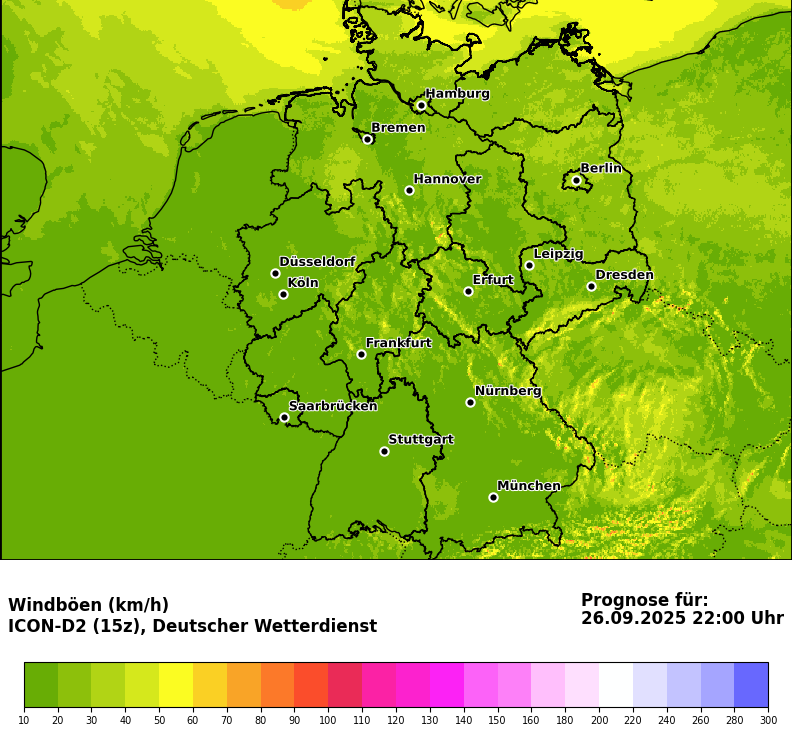 Hamburg
Bremen
Berlin
Hannover
Düsseldorf
Leipzig
Köln
Erfurt
Dresden
Frankfurt
Nürnberg
Saarbrücken
Stuttgart
München
Windböen (km/h)
ICON-D2 (15z), Deutscher Wetterdienst
Prognose für:
26.09.2025 22:00 Uhr
10 20 30 40 50 60 70 80 90 100 110 120 130 140 150 160 180 200 220 240 260 280 300